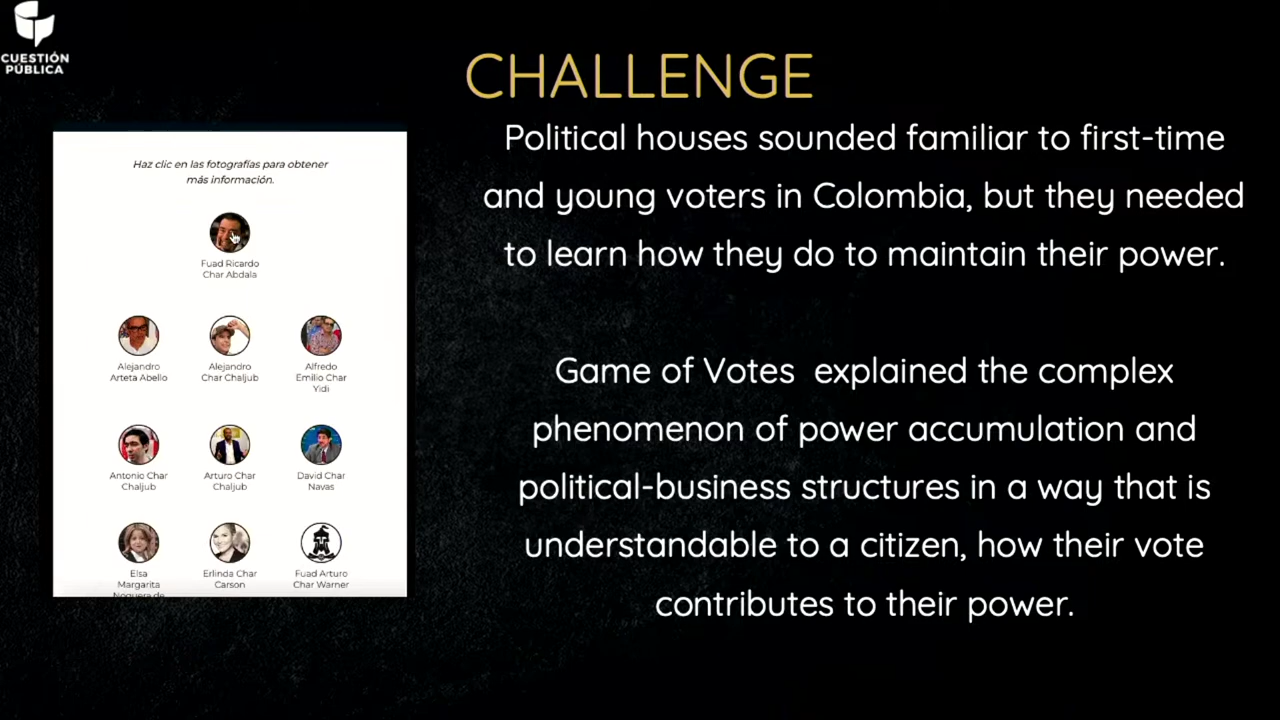 CUESTIÓN
PÚBLICA
CHALLENGE
Haz clic en las fotografías para obtener
más información.
Fuad Ricardo
Char Abdala
Alejandro
Arteta Abello
Alejandro
Char Chaljub
Alfredo
Emilio Char
Yidi
Antonio Char
Chaljub
Arturo Char
Chaljub
David Char
Navas
Elsa
Margarita
Noguera de
Erlinda Char
Carson
Fuad Arturo
Char Warner
Political houses sounded familiar to first-time
and young voters in Colombia, but they needed
to learn how they do to maintain their power.
Game of Votes explained the complex
phenomenon of power accumulation and
political-business structures in a way that is
understandable to a citizen, how their vote
contributes to their power.